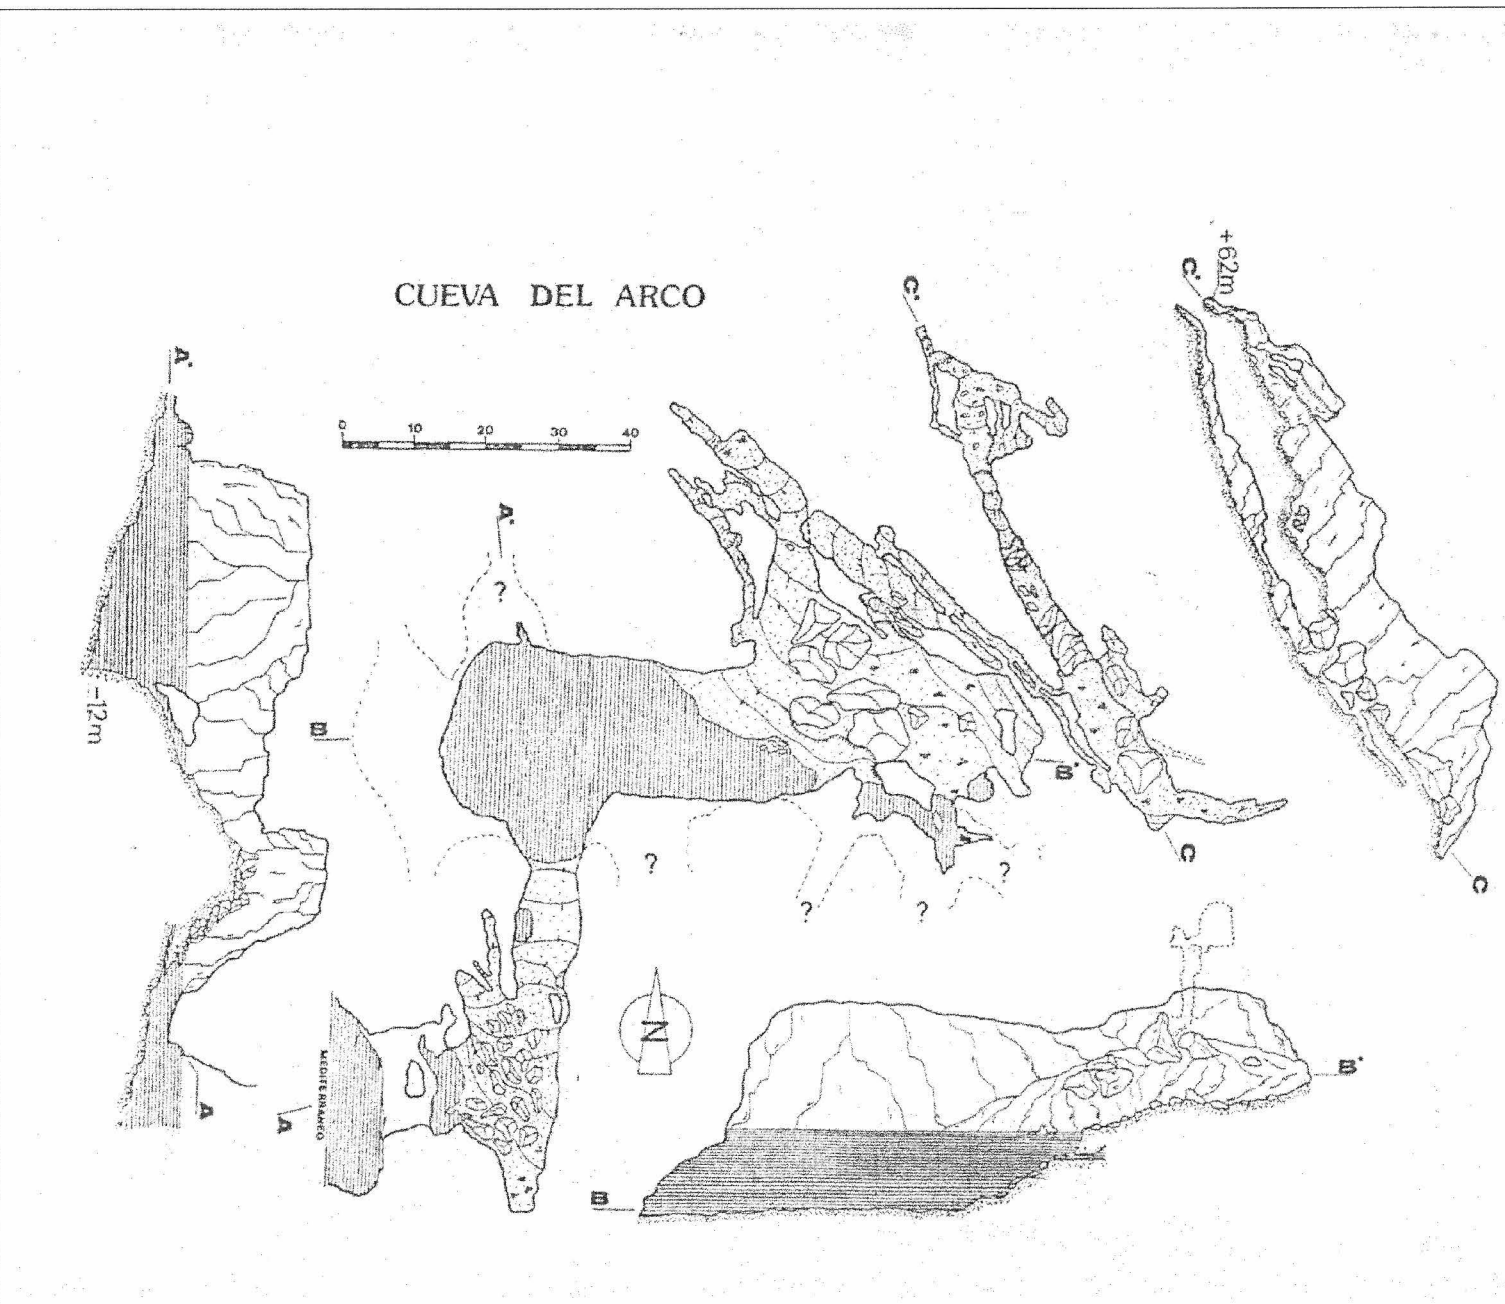 +62m
C'
C'
CUEVA DEL ARCO
A'
0 10 20 30 40
A'
?
-12m
B
B'
C
?
?
?
?
C
N
MEDITERRANEO
A
A
B'
B